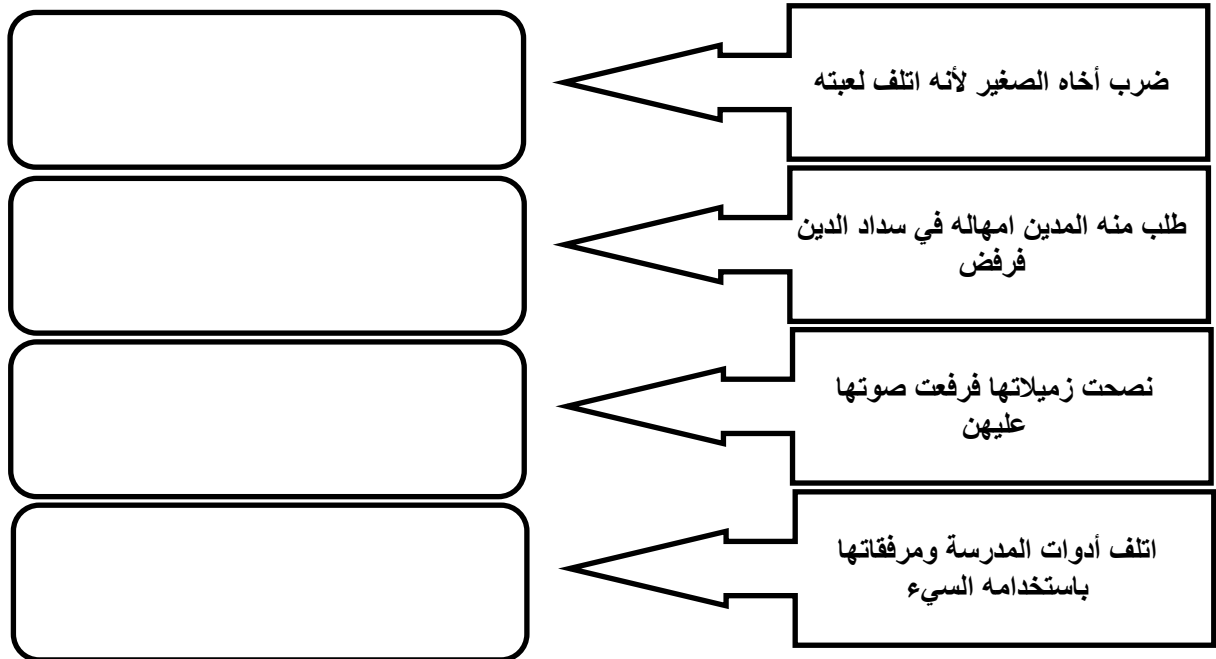 ضرب أخاه الصغير لأنه اتلف لعبته
طلب منه المدين امهاله في سداد الدين
فرفض
نصحت زميلاتها فرفعت صوتها
عليهن
اتلف أدوات المدرسة ومرفقاتها
باستخدامه السيء